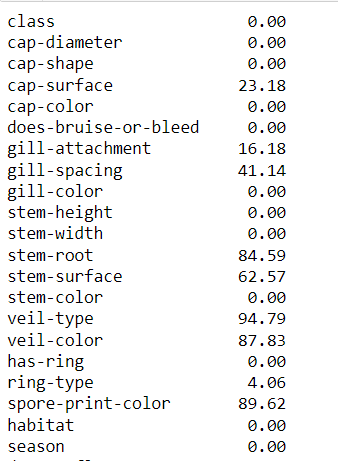 class 0.00
cap-diameter 0.00
cap-shape 0.00
cap-surface 23.18
cap-color 0.00
does-bruise-or-bleed 0.00
gill-attachment 16.18
gill-spacing 41.14
gill-color 0.00
stem-height 0.00
stem-width 0.00
stem-root 84.59
stem-surface 62.57
stem-color 0.00
veil-type 94.79
veil-color 87.83
has-ring 0.00
ring-type 4.06
spore-print-color 89.62
habitat 0.00
season 0.00